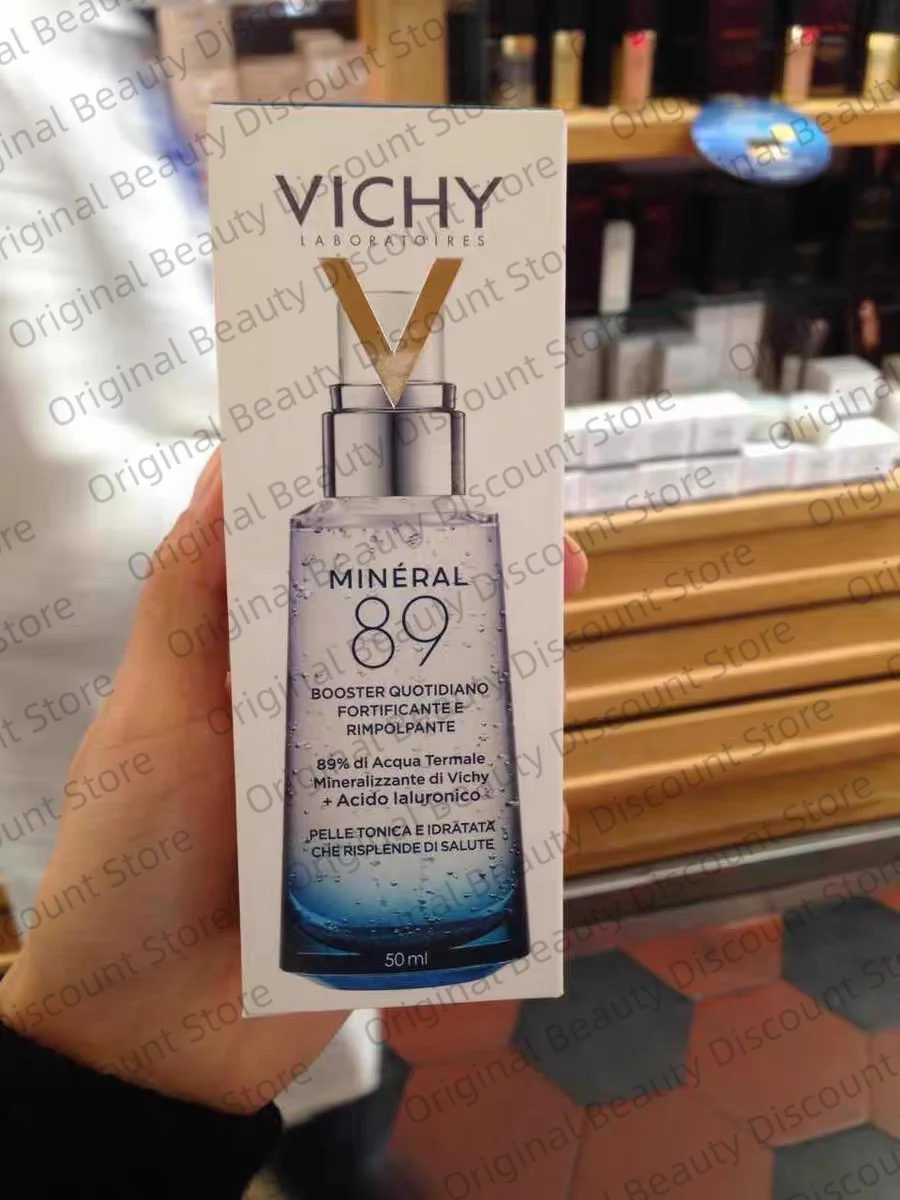 VICHY
LABORATOIRES
MINÉRAL
89
BOOSTER QUOTIDIANO
FORTIFICANTE E
RIMPOLPANTE
89% di Acqua Termale
Mineralizzante di Vichy
+ Acido Ialuronico
PELLE TONICA E IDRATATA
CHE RISPLENDE DI SALUTE
50 ml
Original Beauty Discount Store